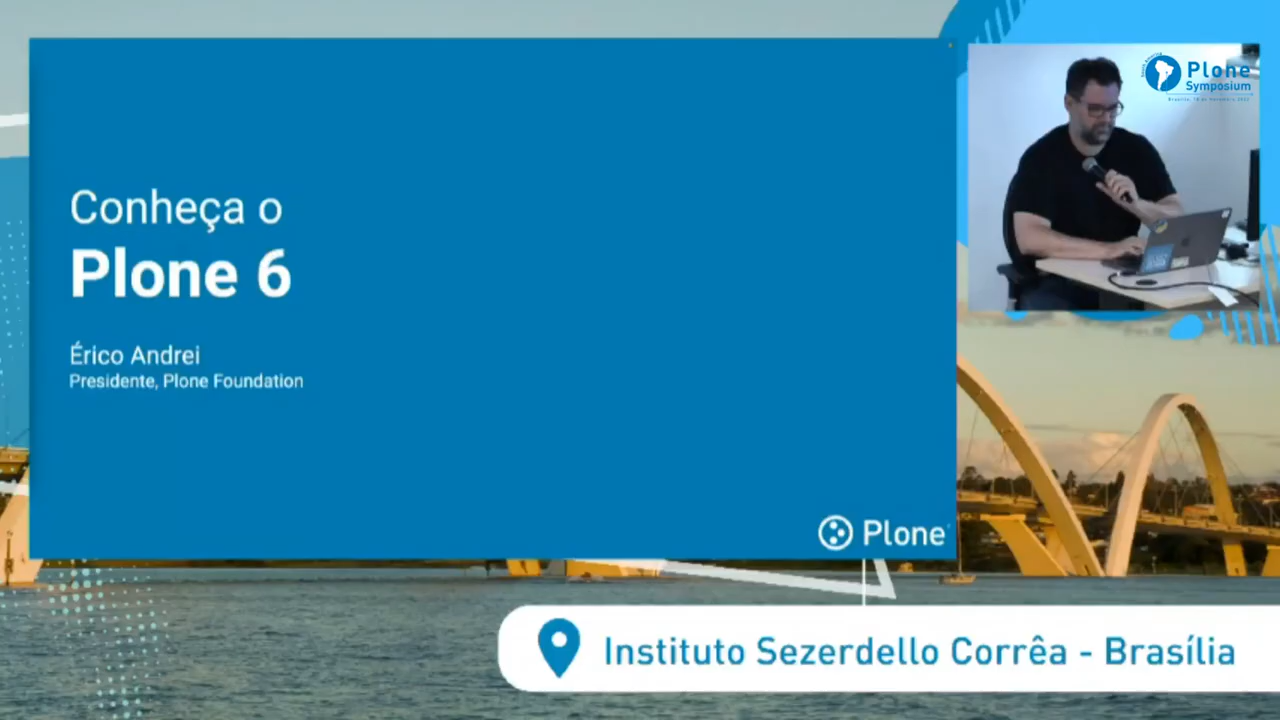 Conheça o
Plone 6
Érico Andrei
Presidente, Plone Foundation
Plone
Plone
Symposium
Instituto Sezerdello Corrêa - Brasília